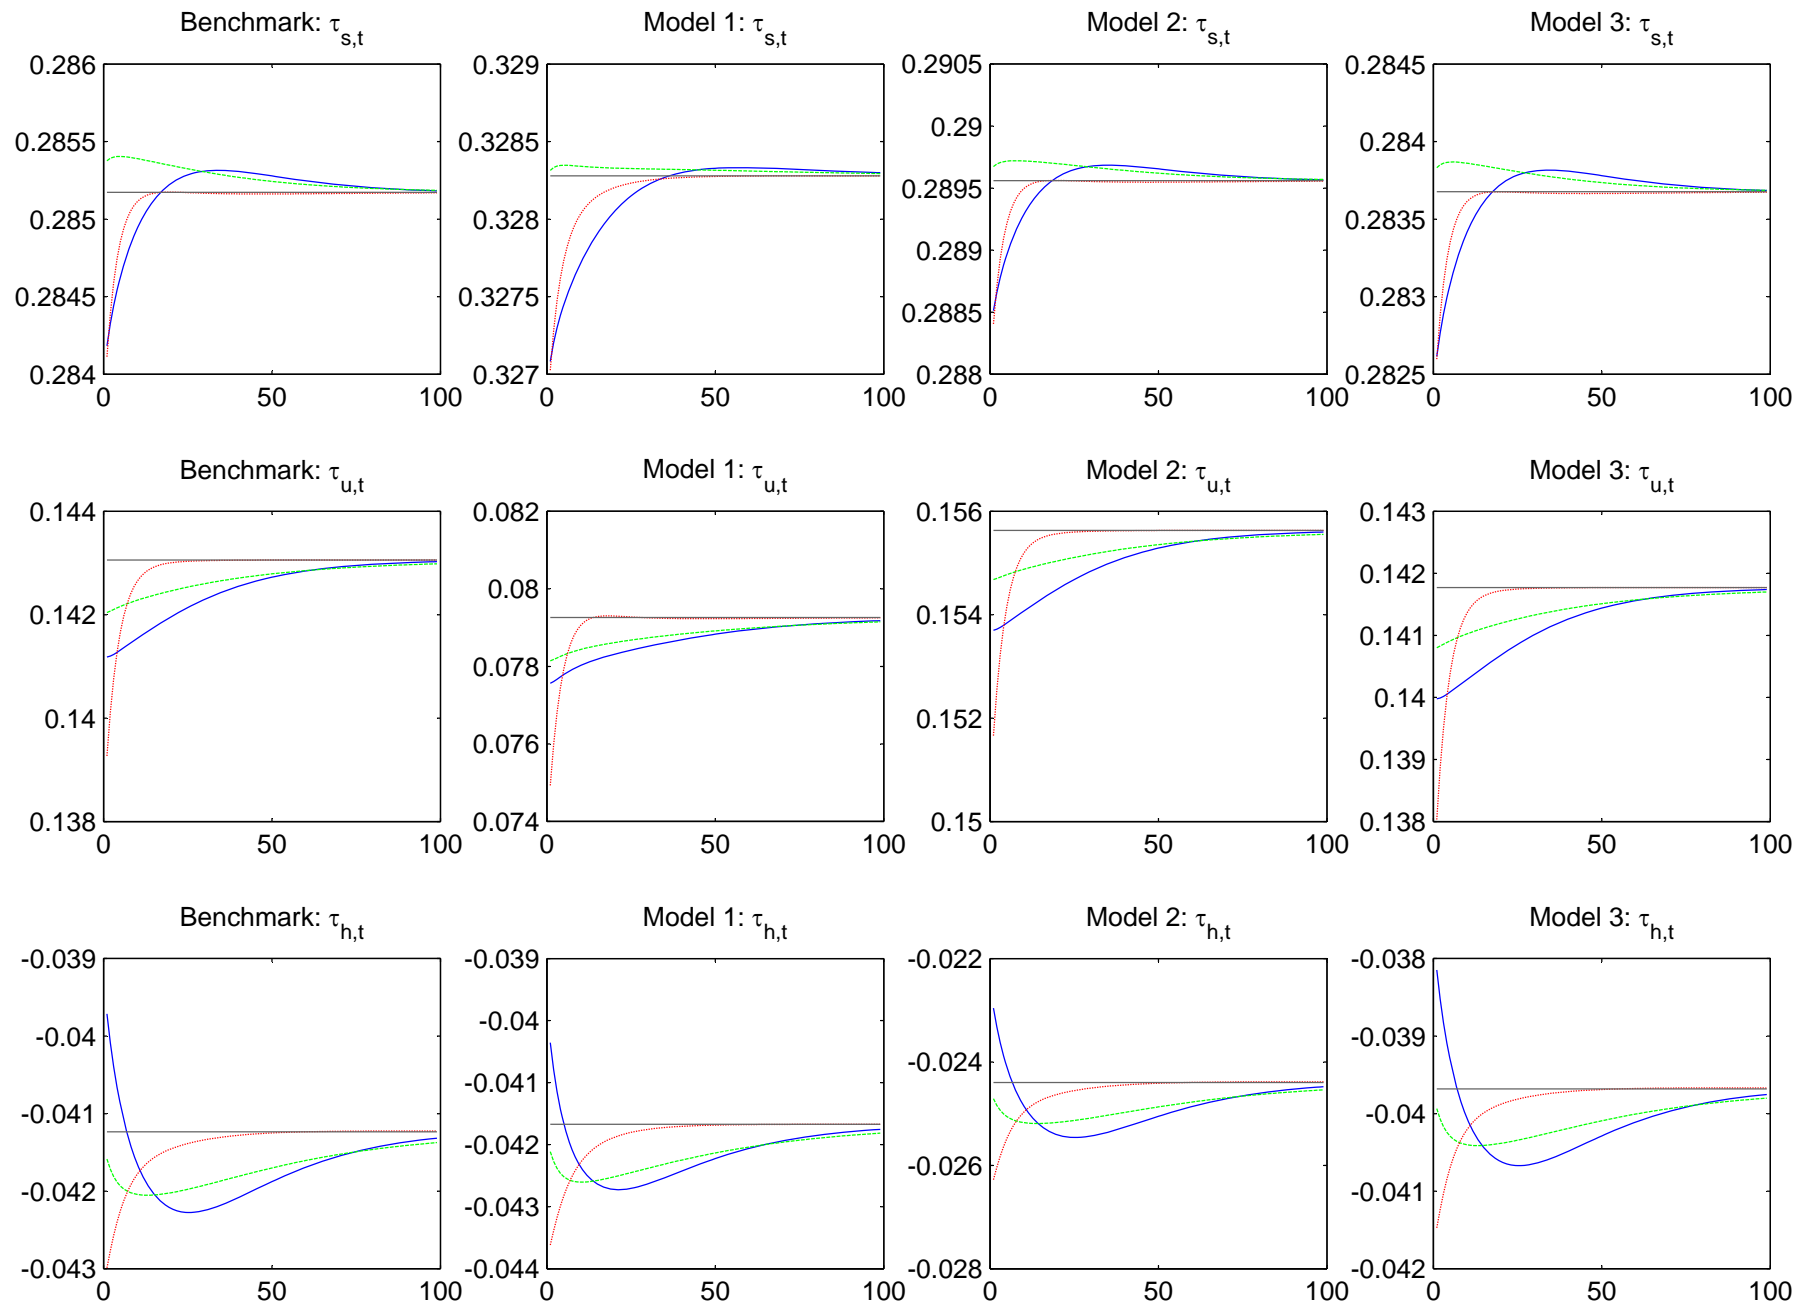 Benchmark: τs,t Model 1: τs,t Model 2: τs,t Model 3: τs,t
0.286 0.329 0.2905 0.2845
0.2855 0.3285 0.29 0.284
0.285 0.328 0.2895 0.2835
0.289
0.2845 0.3275 0.2885 0.283
0.284 0.327 0.288 0.2825
0 50 100 0 50 100 0 50 100 0 50 100
Benchmark: τu,t Model 1: τu,t Model 2: τu,t Model 3: τu,t
0.144 0.082 0.156 0.143
0.142 0.08 0.154 0.142
0.078 0.141
0.14 0.076 0.152 0.14
0.139
0.138 0.074 0.15 0.138
0 50 100 0 50 100 0 50 100 0 50 100
Benchmark: τh,t Model 1: τh,t Model 2: τh,t Model 3: τh,t
-0.039 -0.039 -0.022 -0.038
-0.04 -0.04 -0.024 -0.039
-0.041 -0.041 -0.04
-0.042 -0.042 -0.026 -0.041
-0.043
-0.043 -0.044 -0.028 -0.042
0 50 100 0 50 100 0 50 100 0 50 100